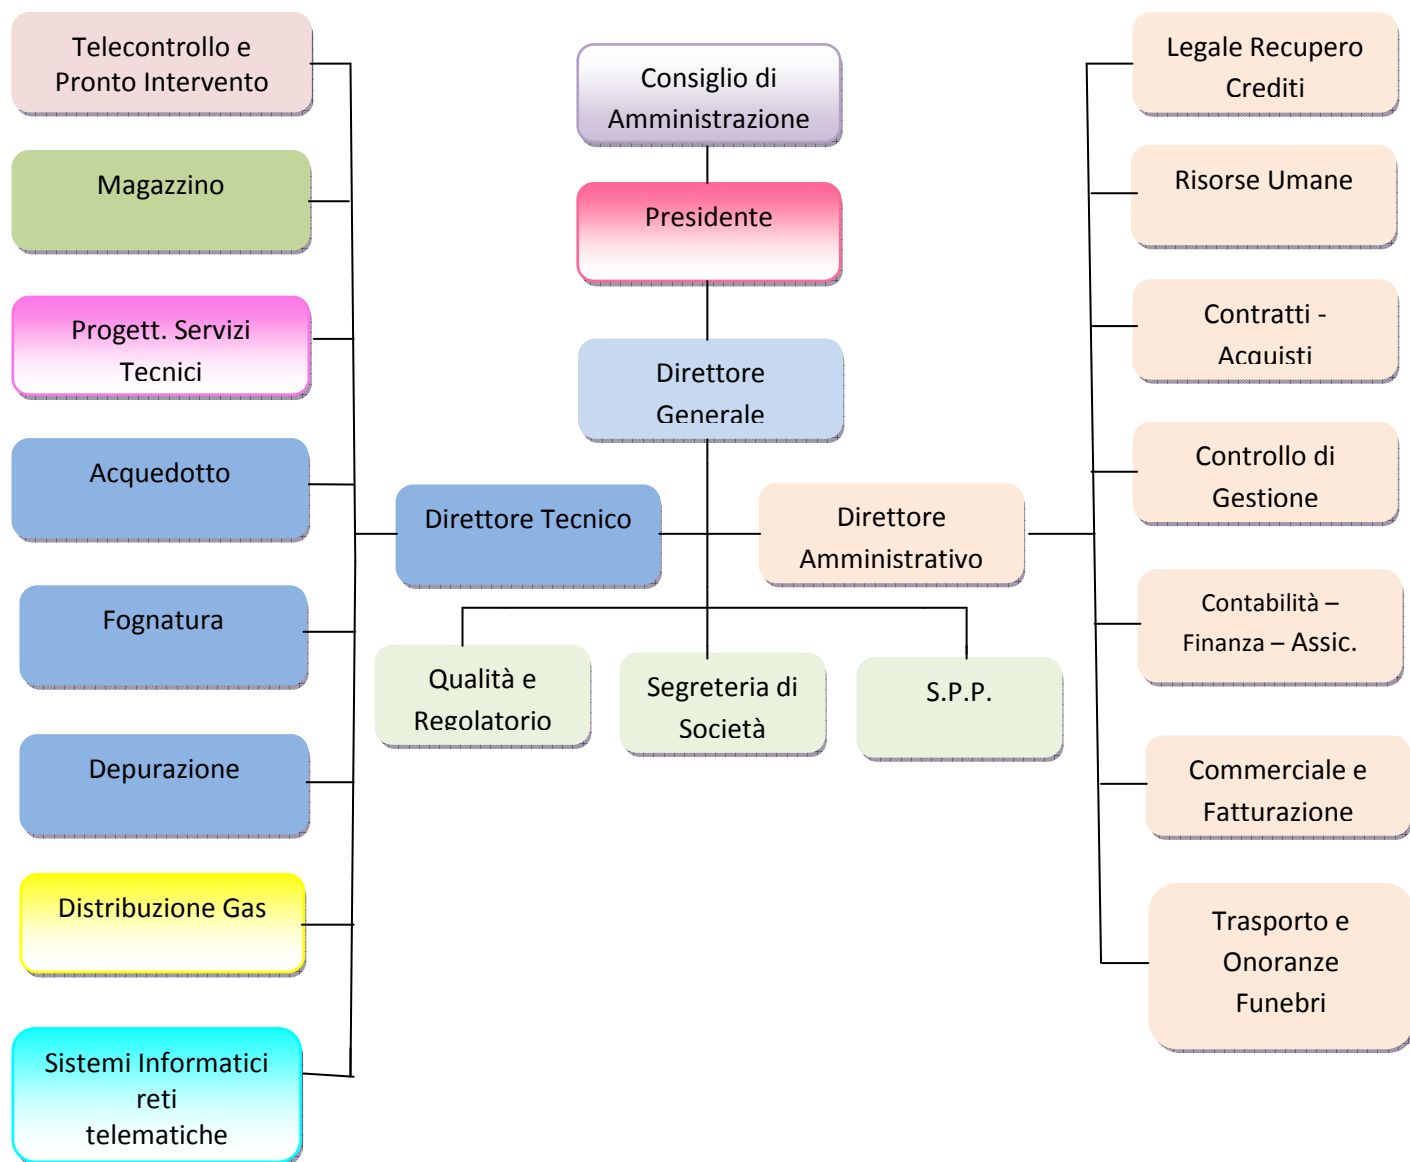 Telecontrollo e
Pronto Intervento
Magazzino
Progett. Servizi
Tecnici
Acquedotto
Fognatura
Depurazione
Distribuzione Gas
Sistemi Informatici
reti
telematiche
Consiglio di
Amministrazione
Presidente
Direttore
Generale
Direttore Tecnico
Direttore
Amministrativo
Qualità e
Regolatorio
Segreteria di
Società
S.P.P.
Legale Recupero
Crediti
Risorse Umane
Contratti -
Acquisti
Controllo di
Gestione
Contabilità –
Finanza – Assic.
Commerciale e
Fatturazione
Trasporto e
Onoranze
Funebri